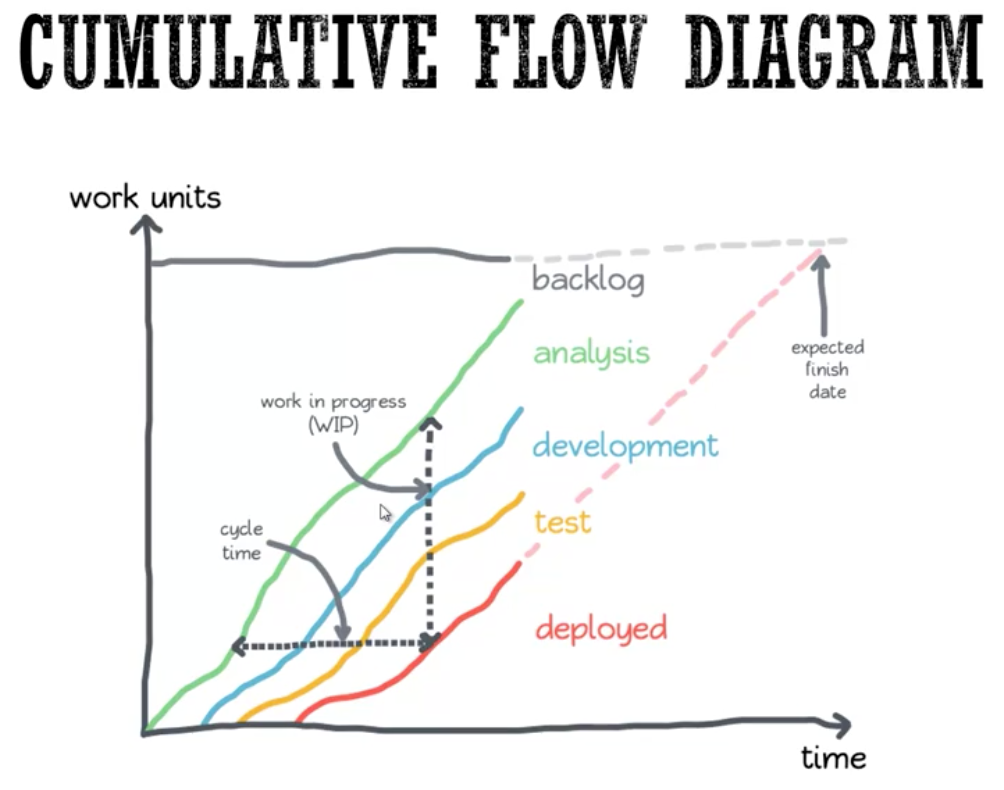 CUMULATIVE FLOW DIAGRAM
work units
backlog
analysis
expected
finish
date
work in progress
(WIP)
development
cycle
time
test
deployed
time